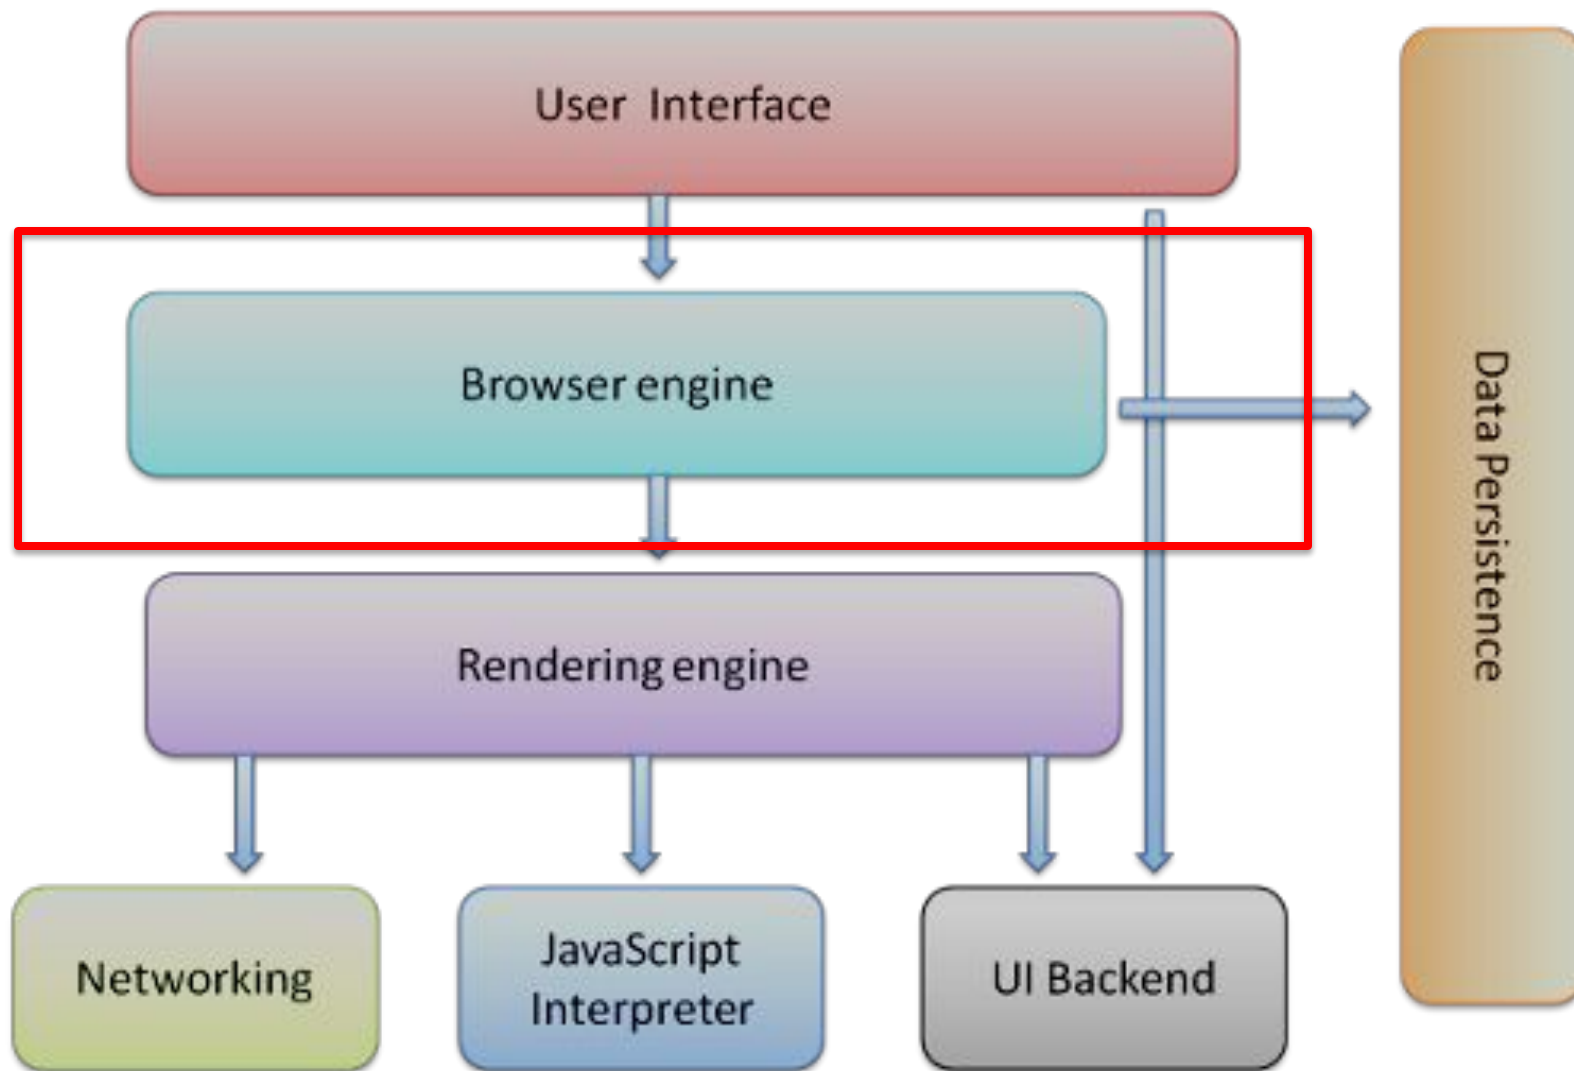 User Interface
Browser engine
Data Persistence
Rendering engine
Networking
JavaScript
Interpreter
UI Backend